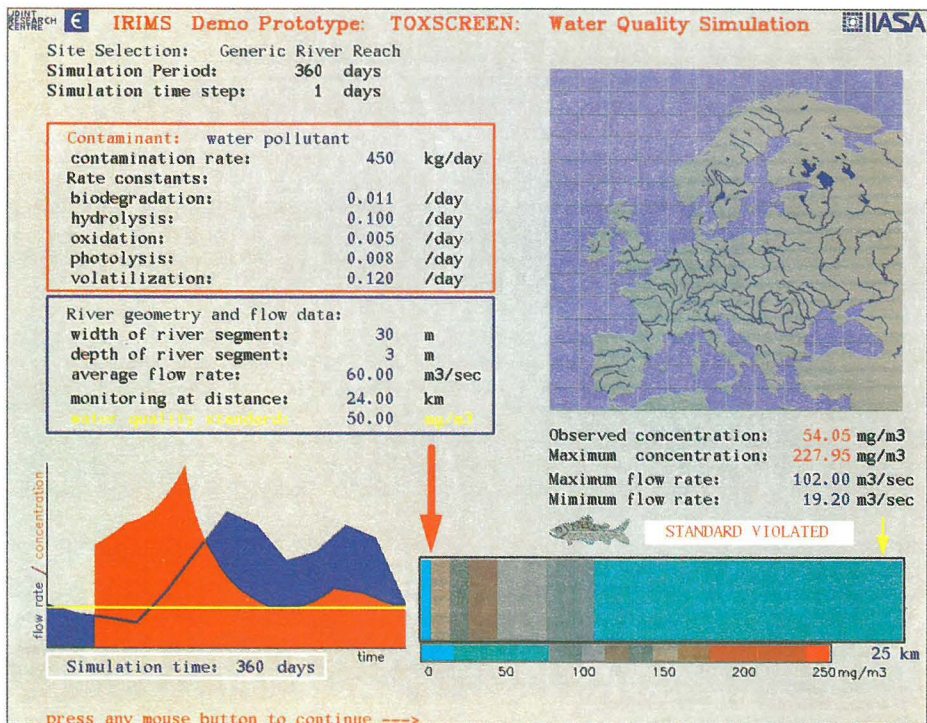 JOINT
RESEARCH
CENTRE
IRIMS Demo Prototype: TOXSCREEN: Water Quality Simulation
IIASA
Site Selection: Generic River Reach
Simulation Period: 360 days
Simulation time step: 1 days
Contaminant: water pollutant
contamination rate: 450 kg/day
Rate constants:
biodegradation: 0.011 /day
hydrolysis: 0.100 /day
oxidation: 0.005 /day
photolysis: 0.008 /day
volatilization: 0.120 /day
River geometry and flow data:
width of river segment: 30 m
depth of river segment: 3 m
average flow rate: 60.00 m3/sec
monitoring at distance: 24.00 km
water quality standard: 50.00 mg/m3
Observed concentration: 54.05 mg/m3
Maximum concentration: 227.95 mg/m3
Maximum flow rate: 102.00 m3/sec
Mimimum flow rate: 19.20 m3/sec
STANDARD VIOLATED
flow rate / concentration
time
Simulation time: 360 days
25 km
0 50 100 150 200 250 mg/m3
press any mouse button to continue --->